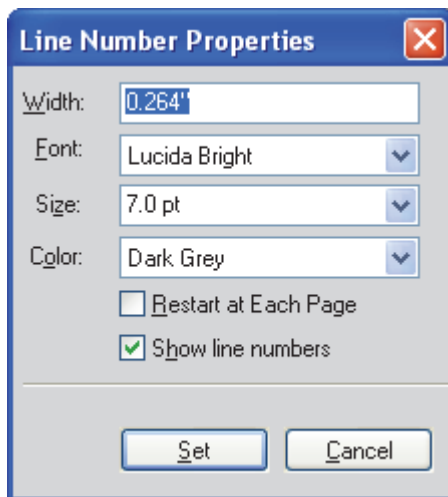 Line Number Properties
Width: 0.264"
Font: Lucida Bright
Size: 7.0 pt
Color: Dark Grey
Restart at Each Page
Show line numbers
Set Cancel